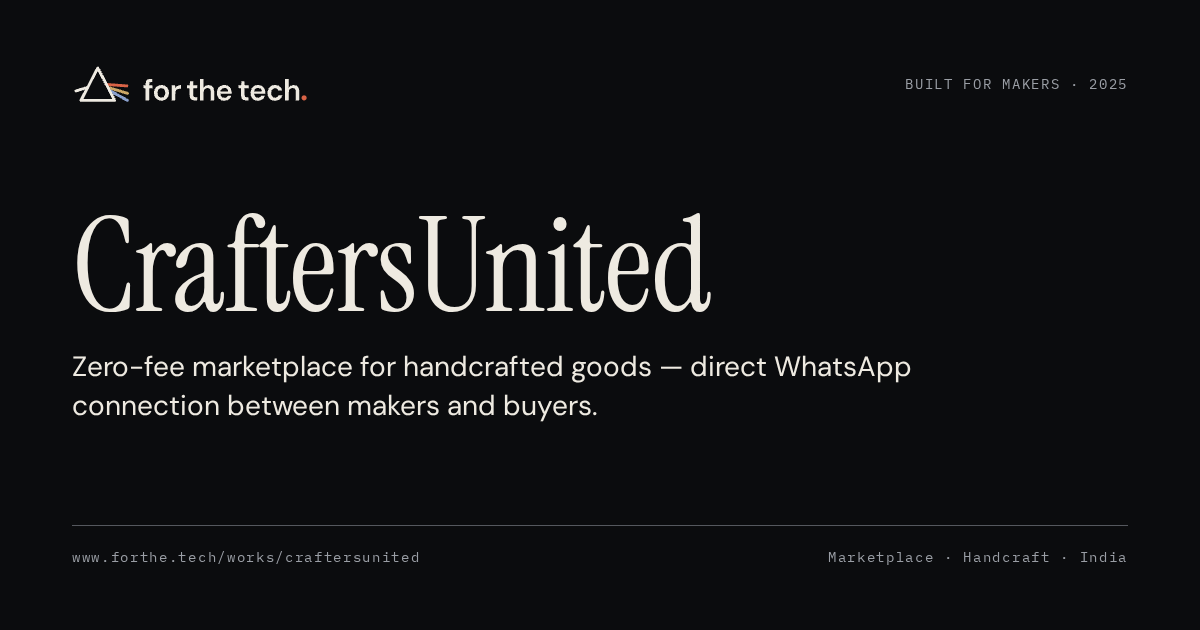 for the tech.
BUILT FOR MAKERS · 2025
CraftersUnited
Zero-fee marketplace for handcrafted goods — direct WhatsApp
connection between makers and buyers.
www.forthe.tech/works/craftersunited
Marketplace · Handcraft · India